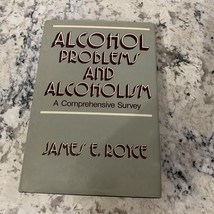 ALCOHOL
PROBLEMS
AND
ALCOHOLISM
A Comprehensive Survey
JAMES E. ROYCE